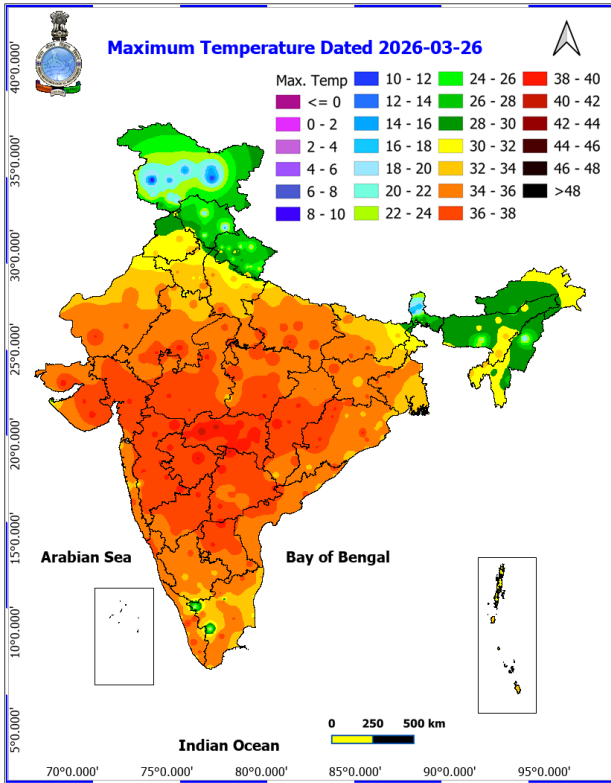 Maximum Temperature Dated 2026-03-26
Max. Temp
<= 0
0 - 2
2 - 4
4 - 6
6 - 8
8 - 10
10 - 12
12 - 14
14 - 16
16 - 18
18 - 20
20 - 22
22 - 24
24 - 26
26 - 28
28 - 30
30 - 32
32 - 34
34 - 36
36 - 38
38 - 40
40 - 42
42 - 44
44 - 46
46 - 48
>48
40°0.000'
35°0.000'
30°0.000'
25°0.000'
20°0.000'
15°0.000'
10°0.000'
5°0.000'
Arabian Sea
Bay of Bengal
0 250 500 km
Indian Ocean
70°0.000' 75°0.000' 80°0.000' 85°0.000' 90°0.000' 95°0.000'